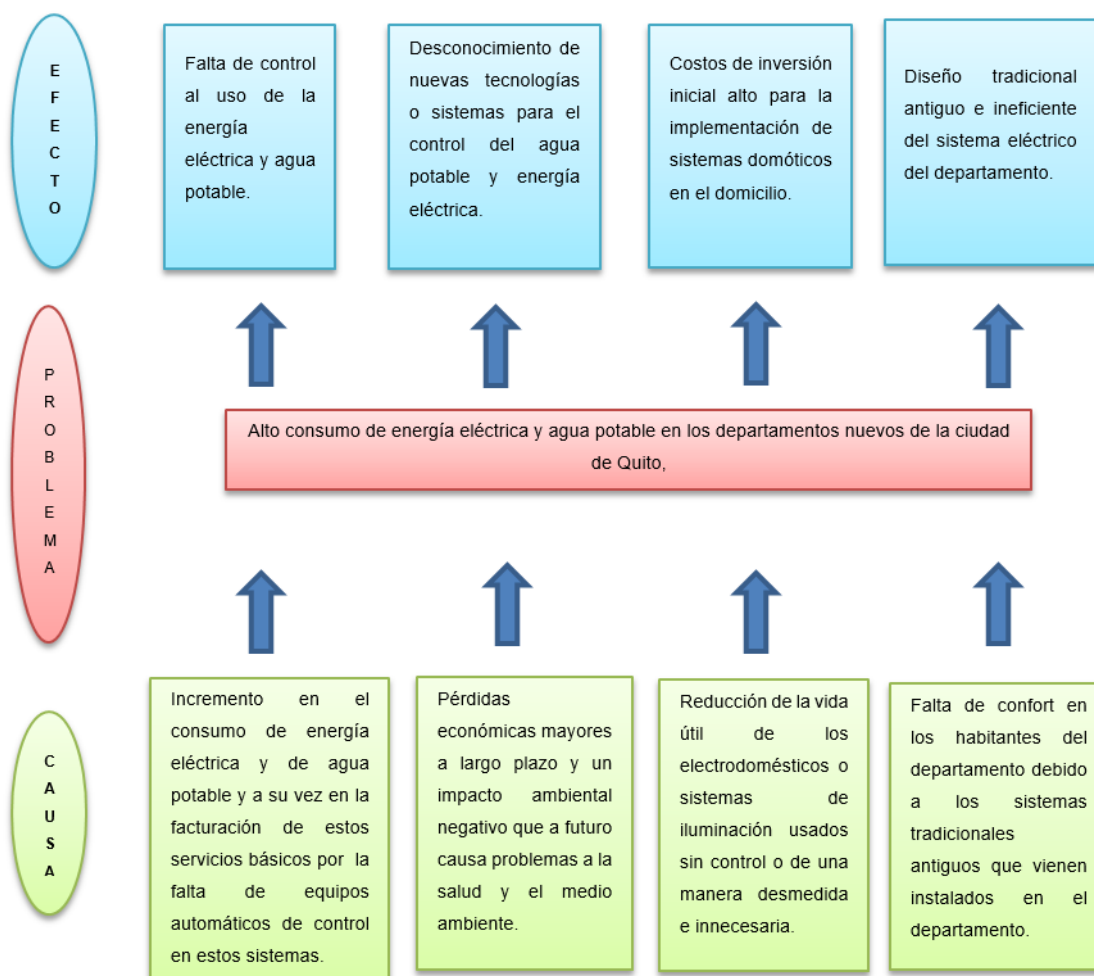 E
F
E
C
T
O
Falta de control
al uso de la
energía
eléctrica y agua
potable.
Desconocimiento de
nuevas tecnologías
o sistemas para el
control del agua
potable y energía
eléctrica.
Costos de inversión
inicial alto para la
implementación de
sistemas domóticos
en el domicilio.
Diseño tradicional
antiguo e ineficiente
del sistema eléctrico
del departamento.
P
R
O
B
L
E
M
A
Alto consumo de energía eléctrica y agua potable en los departamentos nuevos de la ciudad
de Quito,
C
A
U
S
A
Incremento en el
consumo de energía
eléctrica y de agua
potable y a su vez en la
facturación de estos
servicios básicos por la
falta de equipos
automáticos de control
en estos sistemas.
Pérdidas
económicas mayores
a largo plazo y un
impacto ambiental
negativo que a futuro
causa problemas a la
salud y el medio
ambiente.
Reducción de la vida
útil de los
electrodomésticos o
sistemas de
iluminación usados
sin control o de una
manera desmedida
e innecesaria.
Falta de confort en
los habitantes del
departamento debido
a los sistemas
tradicionales
antiguos que vienen
instalados en el
departamento.